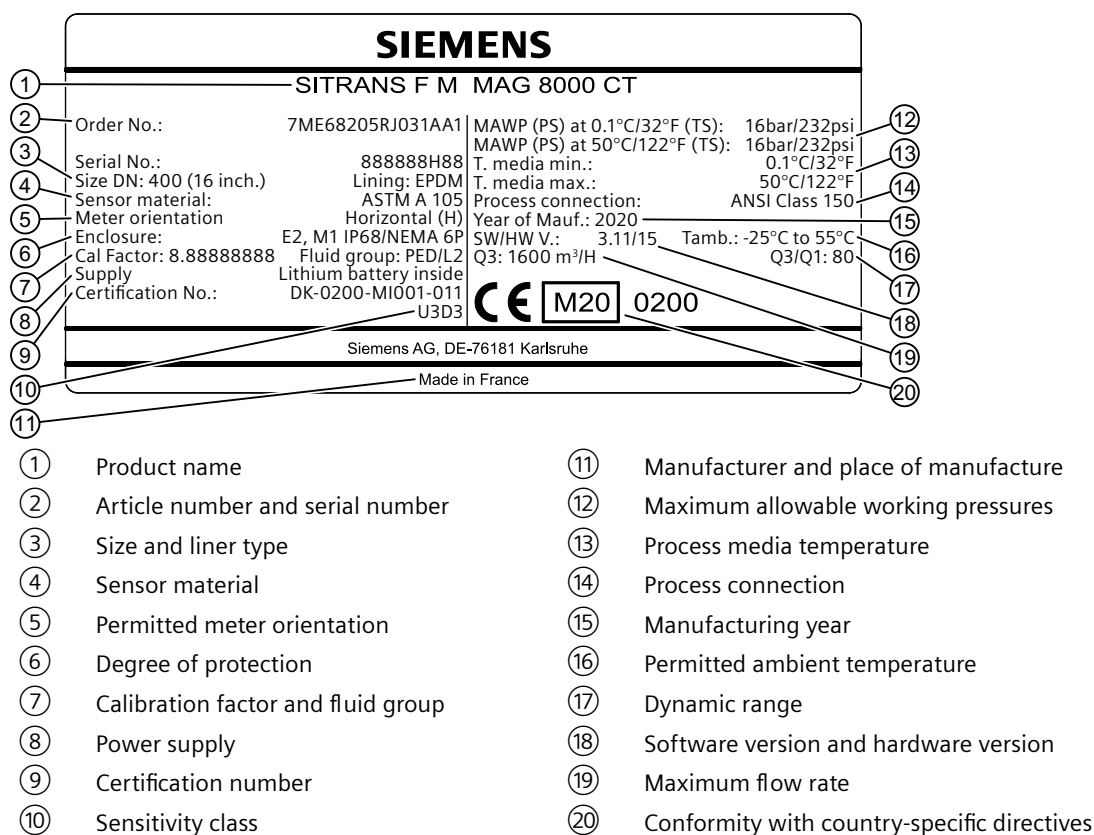 SIEMENS
① SITRANS F M MAG 8000 CT
② Order No.: 7ME68205RJ031AA1
Serial No.: 888888H88
③ Size DN: 400 (16 inch.) Lining: EPDM
④ Sensor material: ASTM A 105
⑤ Meter orientation Horizontal (H)
⑥ Enclosure: E2, M1 IP68/NEMA 6P
⑦ Cal Factor: 8.88888888 Fluid group: PED/L2
⑧ Supply Lithium battery inside
⑨ Certification No.: DK-0200-MI001-011
⑩ U3D3
MAWP (PS) at 0.1°C/32°F (TS): 16bar/232psi ⑫
MAWP (PS) at 50°C/122°F (TS): 16bar/232psi
T. media min.: 0.1°C/32°F ⑬
T. media max.: 50°C/122°F
Process connection: ANSI Class 150 ⑭
Year of Mauf.: 2020 ⑮
SW/HW V.: 3.11/15 Tamb.: -25°C to 55°C ⑯
Q3: 1600 m³/H Q3/Q1: 80 ⑰
⑱
⑲
CE M20 0200 ⑳
Siemens AG, DE-76181 Karlsruhe
⑪ Made in France
① Product name
② Article number and serial number
③ Size and liner type
④ Sensor material
⑤ Permitted meter orientation
⑥ Degree of protection
⑦ Calibration factor and fluid group
⑧ Power supply
⑨ Certification number
⑩ Sensitivity class
⑪ Manufacturer and place of manufacture
⑫ Maximum allowable working pressures
⑬ Process media temperature
⑭ Process connection
⑮ Manufacturing year
⑯ Permitted ambient temperature
⑰ Dynamic range
⑱ Software version and hardware version
⑲ Maximum flow rate
⑳ Conformity with country-specific directives